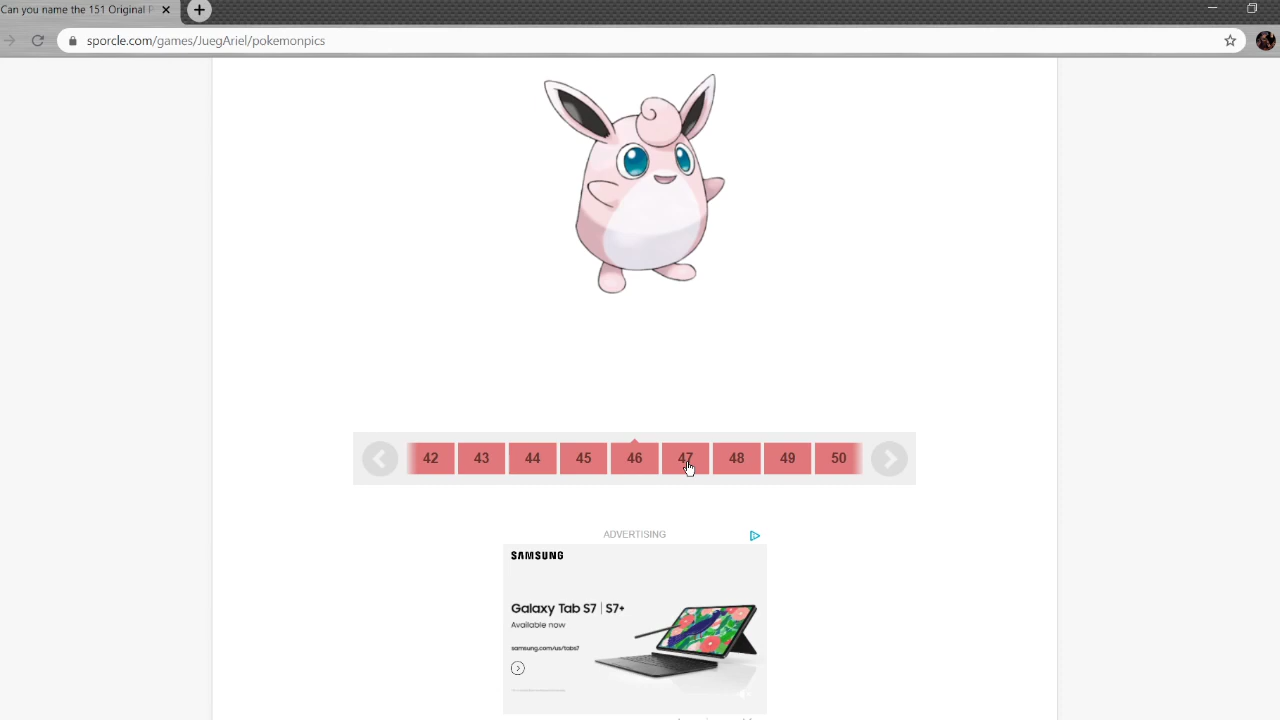 Can you name the 151 Original P
sporcle.com/games/JuegAriel/pokemonpics
42 43 44 45 46 47 48 49 50
ADVERTISING
SAMSUNG
Galaxy Tab S7 | S7+
Available now
samsung.com/us/tabs7